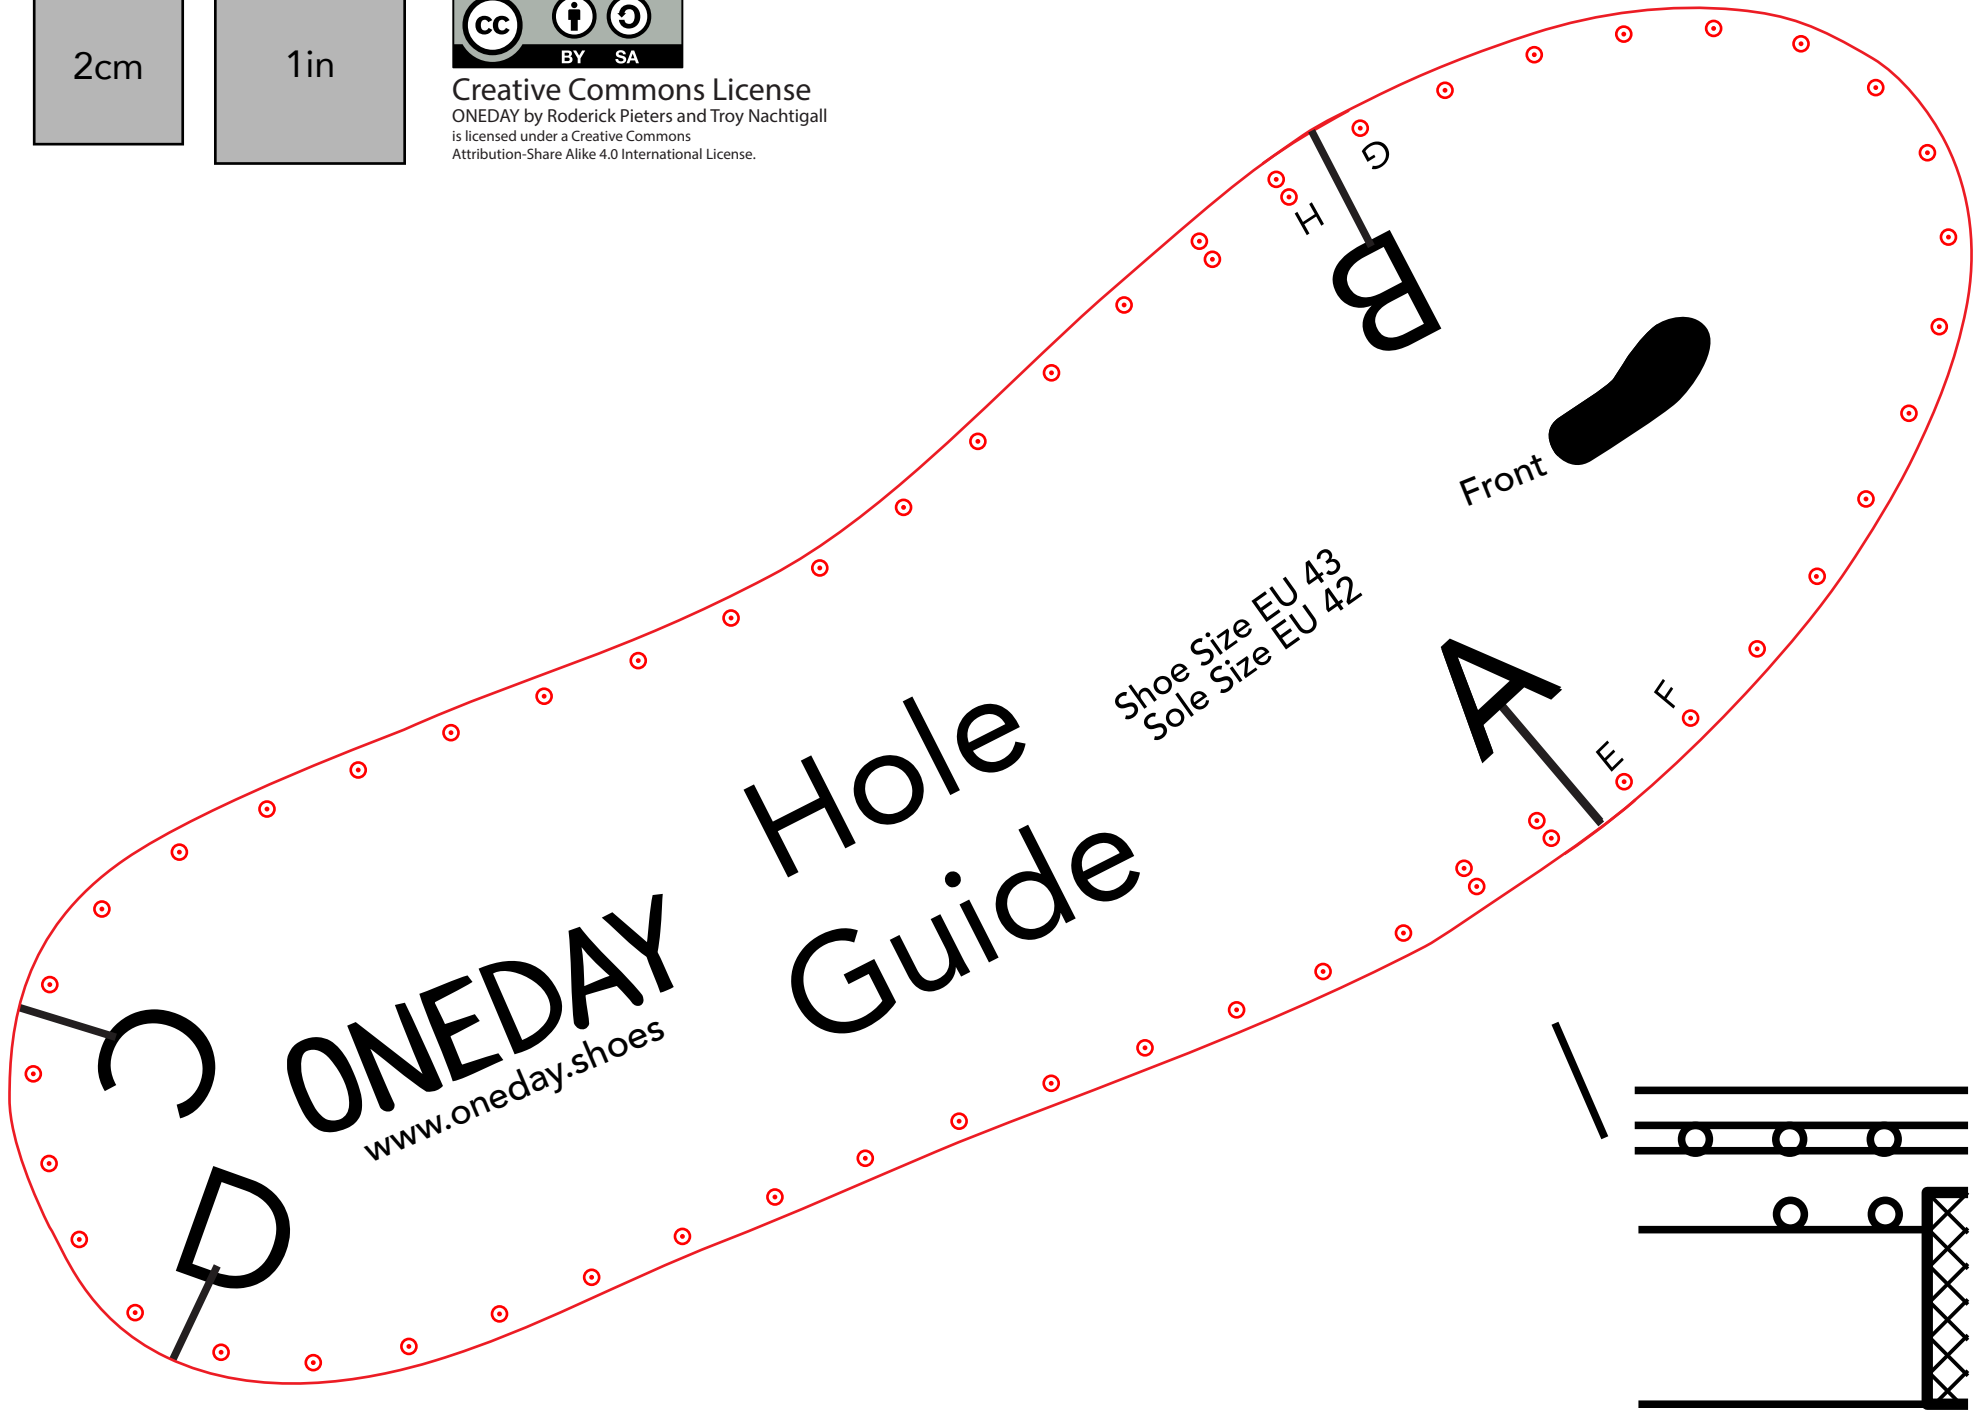 2cm
1in
cc
BY SA
Creative Commons License
ONEDAY by Roderick Pieters and Troy Nachtigall
is licensed under a Creative Commons
Attribution-Share Alike 4.0 International License.
G
H
B
Front
Shoe Size EU 43
Sole Size EU 42
A
F
E
Hole
Guide
ONEDAY
www.oneday.shoes
C
D